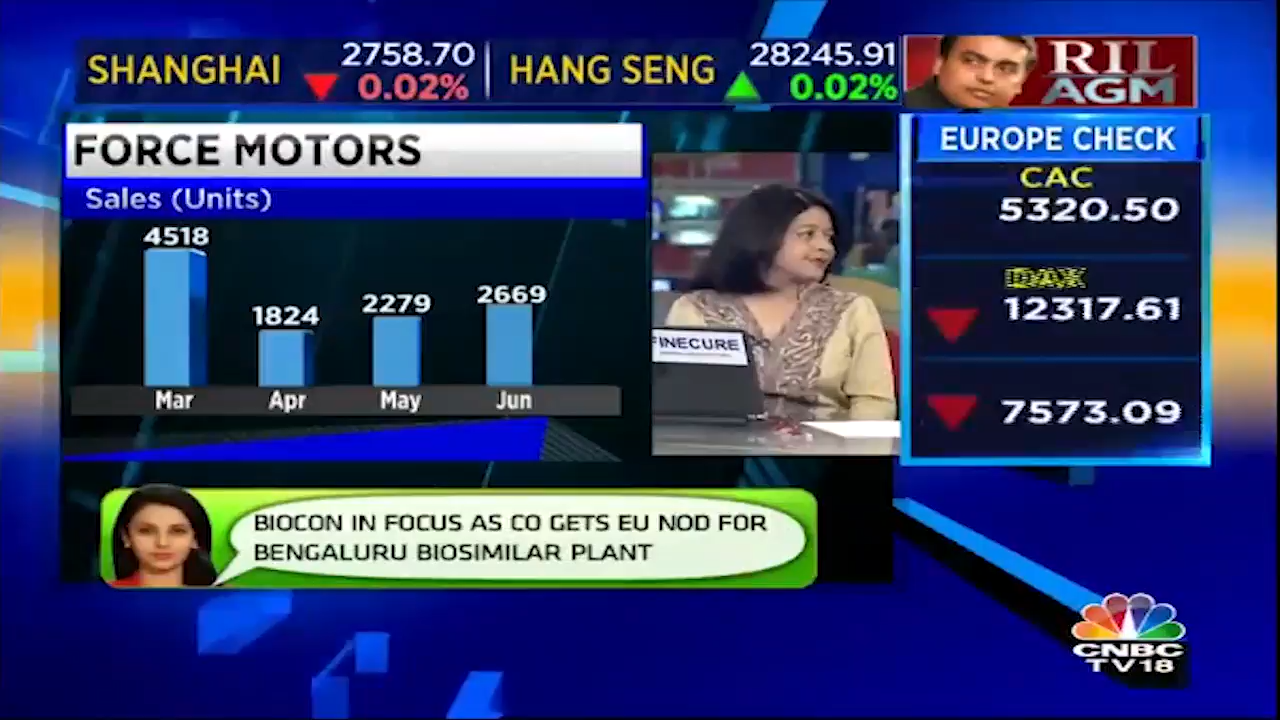 SHANGHAI
2758.70
0.02%
HANG SENG
28245.91
0.02%
RIL
AGM
FORCE MOTORS
Sales (Units)
4518
1824
2279
2669
Mar
Apr
May
Jun
FINECURE
EUROPE CHECK
CAC
5320.50
DAX
12317.61
7573.09
BIOCON IN FOCUS AS CO GETS EU NOD FOR
BENGALURU BIOSIMILAR PLANT
CNBC
TV18